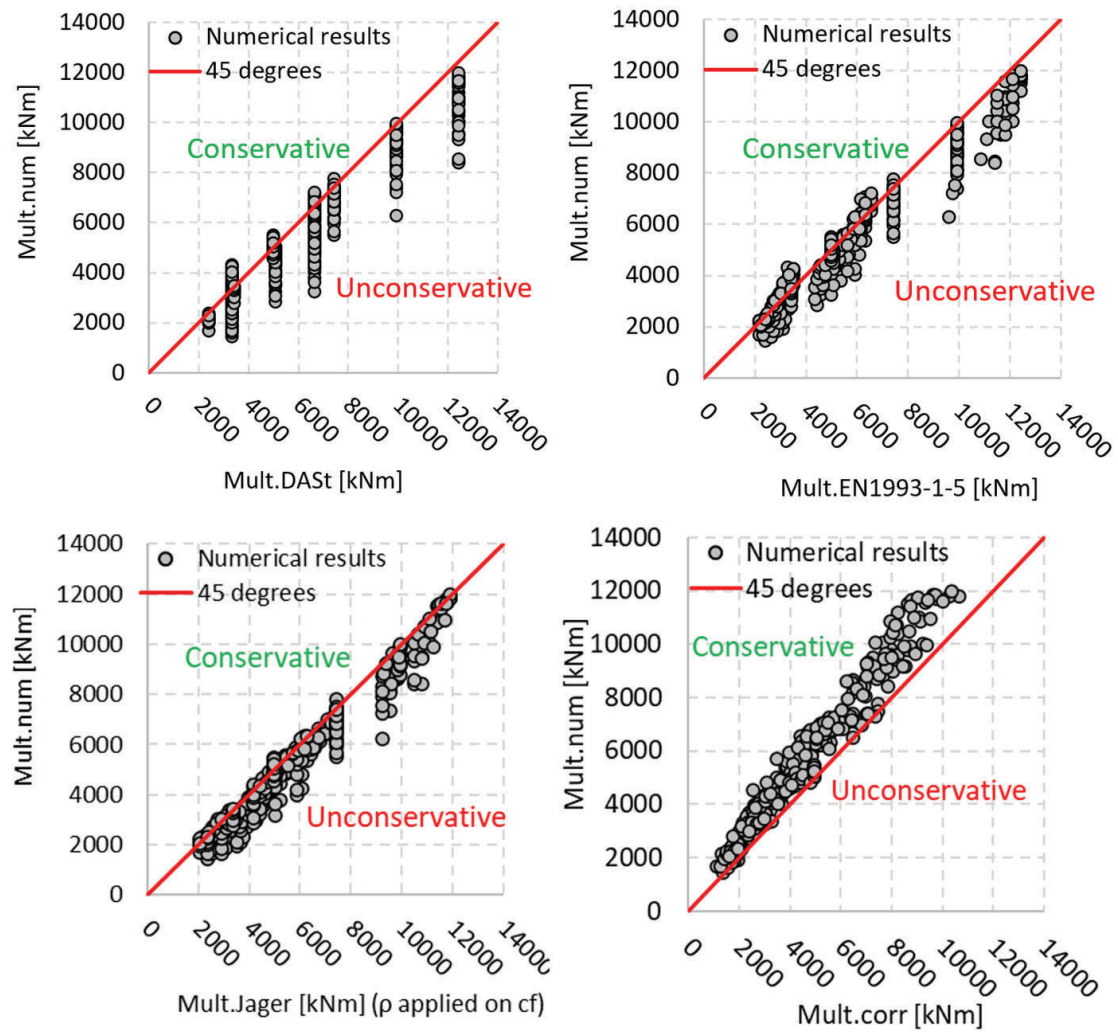 14000
12000
10000
8000
6000
4000
2000
0
Mult.num [kNm]
Numerical results
45 degrees
Conservative
Unconservative
0
2000
4000
6000
8000
10000
12000
14000
Mult.DASt [kNm]
14000
12000
10000
8000
6000
4000
2000
0
Mult.num [kNm]
Numerical results
45 degrees
Conservative
Unconservative
0
2000
4000
6000
8000
10000
12000
14000
Mult.EN1993-1-5 [kNm]
14000
12000
10000
8000
6000
4000
2000
0
Mult.num [kNm]
Numerical results
45 degrees
Conservative
Unconservative
0
2000
4000
6000
8000
10000
12000
14000
Mult.Jager [kNm] (ρ applied on cf)
14000
12000
10000
8000
6000
4000
2000
0
Mult.num [kNm]
Numerical results
45 degrees
Conservative
Unconservative
0
2000
4000
6000
8000
10000
12000
14000
Mult.corr [kNm]